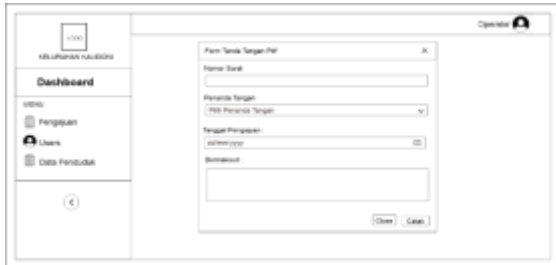 Operator
LOGO
KELURAHAN KALIDONI
Dashboard
MENU
Pengajuan
Users
Data Penduduk
Form Tanda Tangan Pdf
Nomor Surat
Penanda Tangan
Pilih Penanda Tangan
Tanggal Pengajuan
dd/mm/yyyy
Bermaksud
Close
Cetak